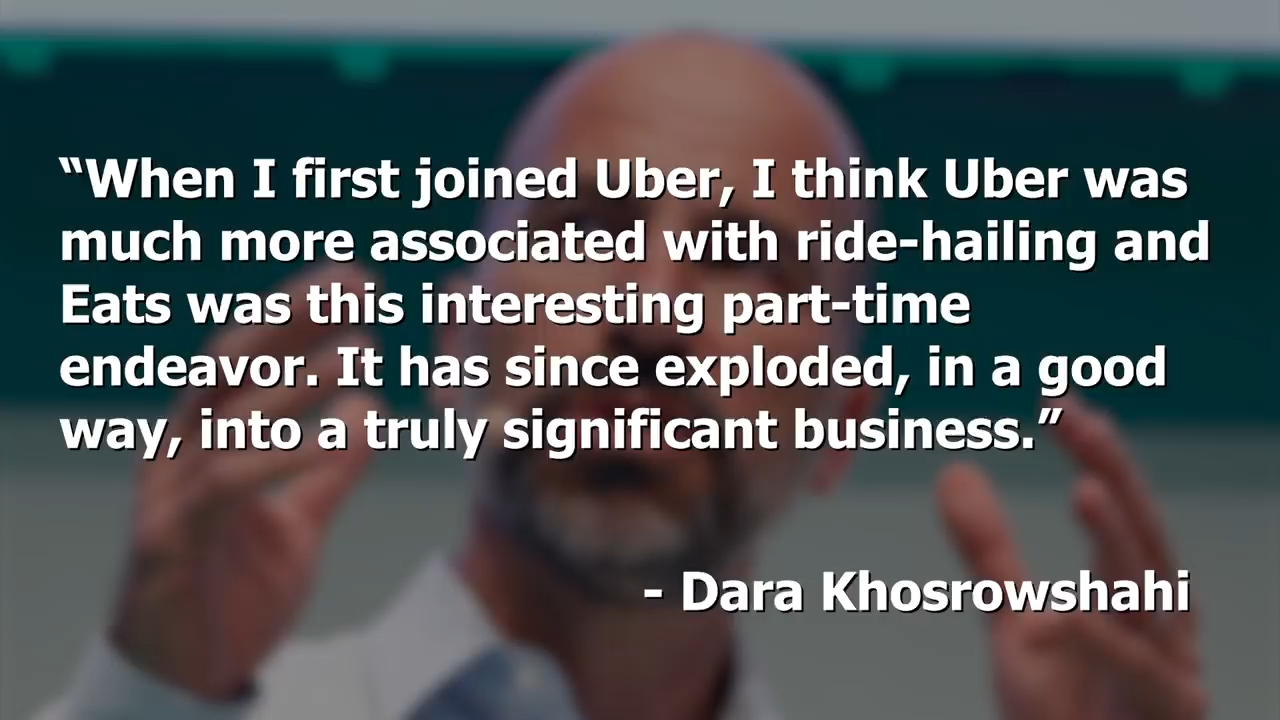 “When I first joined Uber, I think Uber was
much more associated with ride-hailing and
Eats was this interesting part-time
endeavor. It has since exploded, in a good
way, into a truly significant business.”
- Dara Khosrowshahi